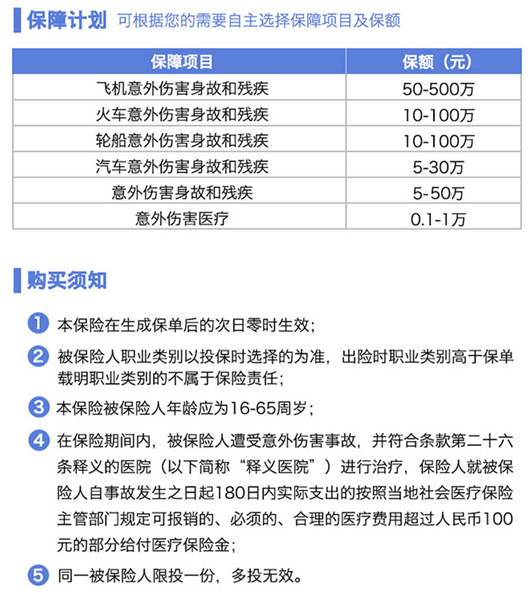 保障计划 可根据您的需要自主选择保障项目及保额
保障项目 保额（元）
飞机意外伤害身故和残疾 50-500万
火车意外伤害身故和残疾 10-100万
轮船意外伤害身故和残疾 10-100万
汽车意外伤害身故和残疾 5-30万
意外伤害身故和残疾 5-50万
意外伤害医疗 0.1-1万
购买须知
1 本保险在生成保单后的次日零时生效；
2 被保险人职业类别以投保时选择的为准，出险时职业类别高于保单
载明职业类别的不属于保险责任；
3 本保险被保险人年龄应为16-65周岁；
4 在保险期间内，被保险人遭受意外伤害事故，并符合条款第二十六
条释义的医院（以下简称“释义医院”）进行治疗，保险人就被保
险人自事故发生之日起180日内实际支出的按照当地社会医疗保险
主管部门规定可报销的、必须的、合理的医疗费用超过人民币100
元的部分给付医疗保险金；
5 同一被保险人限投一份，多投无效。